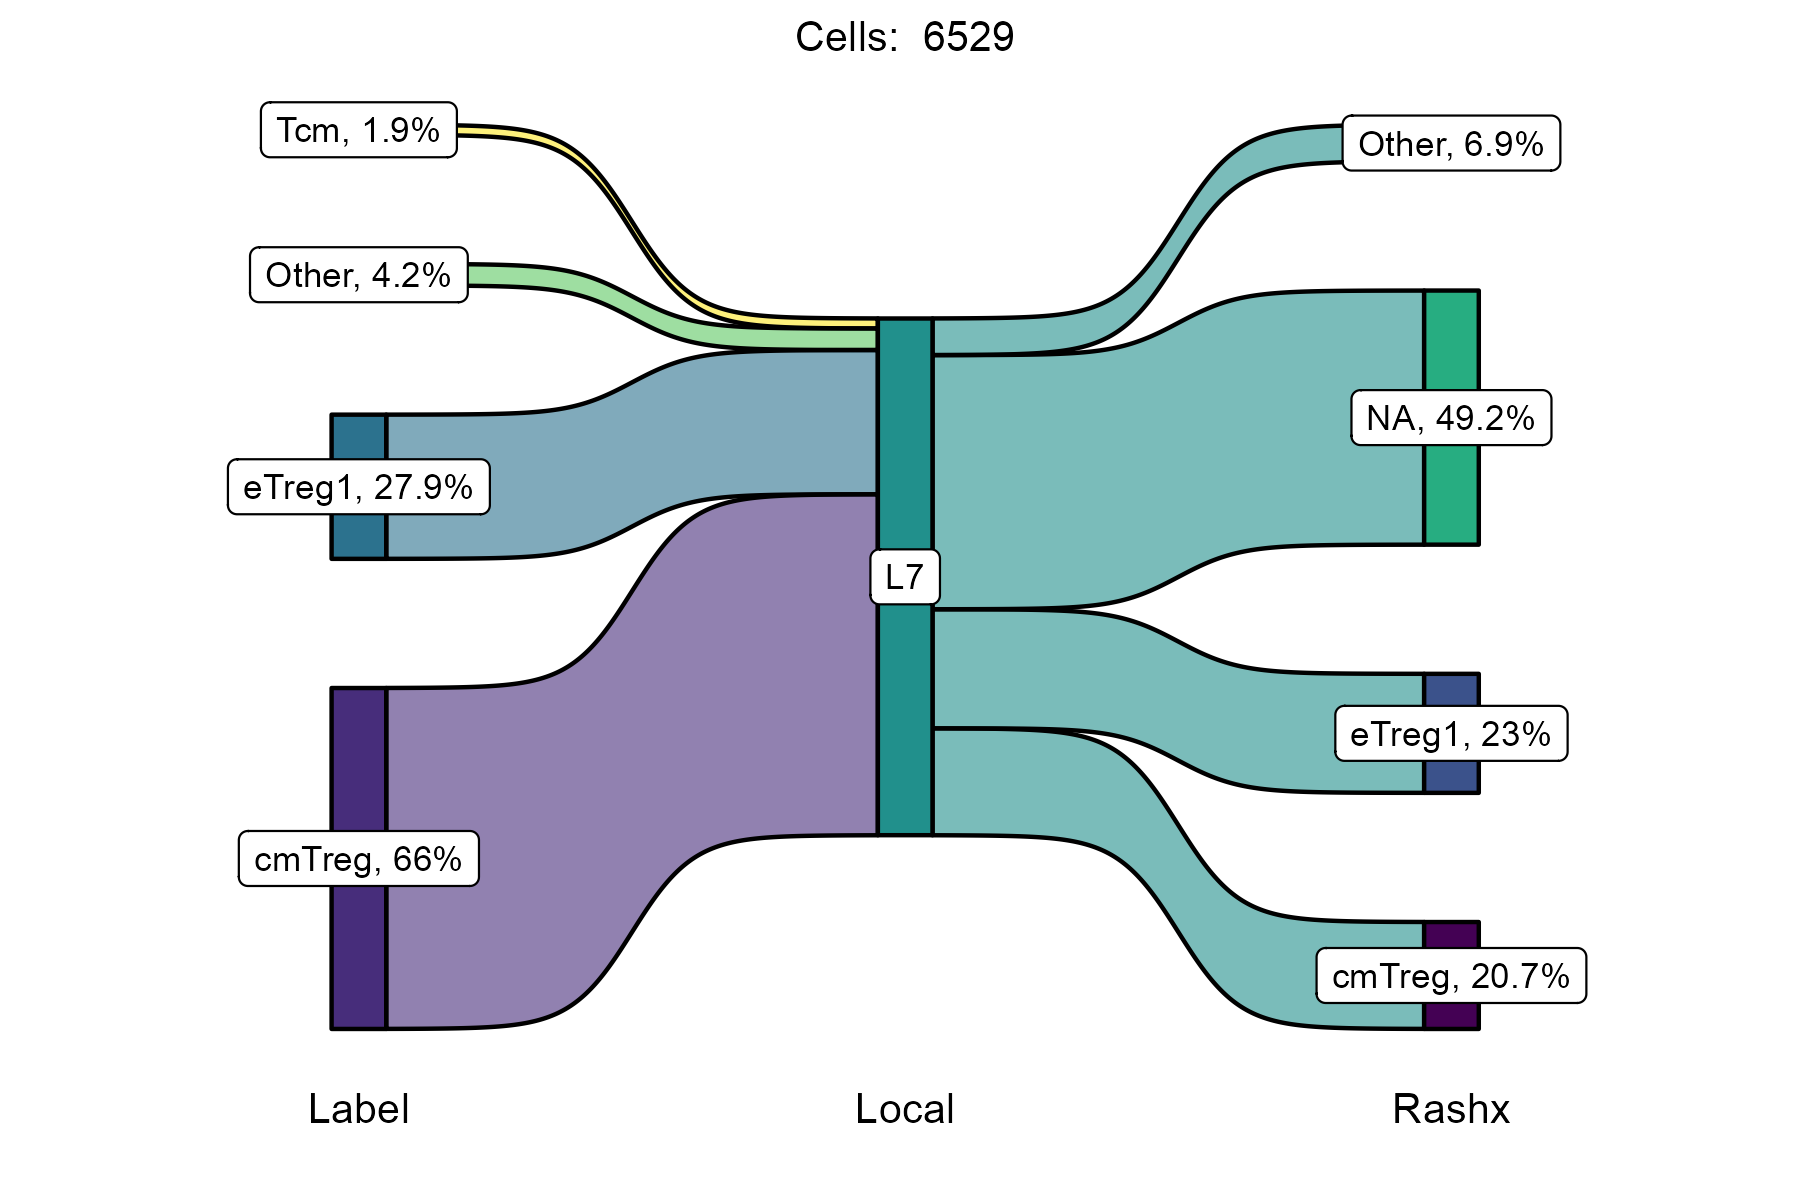 Cells:  6529
Tcm, 1.9%
Other, 4.2%
eTreg1, 27.9%
cmTreg, 66%
L7
Other, 6.9%
NA, 49.2%
eTreg1, 23%
cmTreg, 20.7%
Label
Local
Rashx